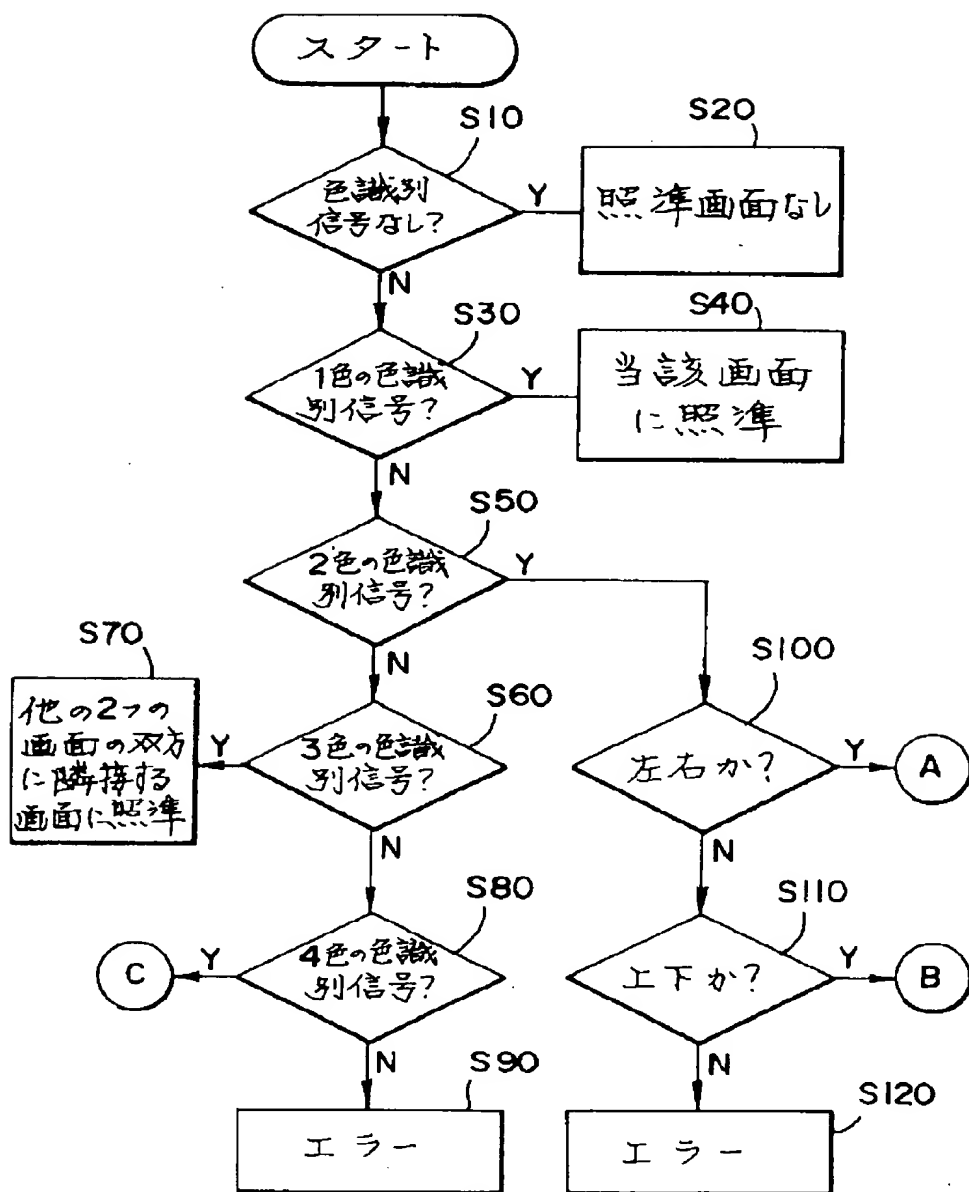 スタート
S10
色識別
信号なし?
Y
N
S20
照準画面なし
S30
1色の色識
別信号?
Y
N
S40
当該画面
に照準
S50
2色の色識
別信号?
Y
N
S60
3色の色識
別信号?
Y
N
S70
他の2つの
画面の双方
に隣接する
画面に照準
S80
4色の色識
別信号?
Y
N
C
S90
エラー
S100
左右か?
Y
N
A
S110
上下か?
Y
N
B
S120
エラー